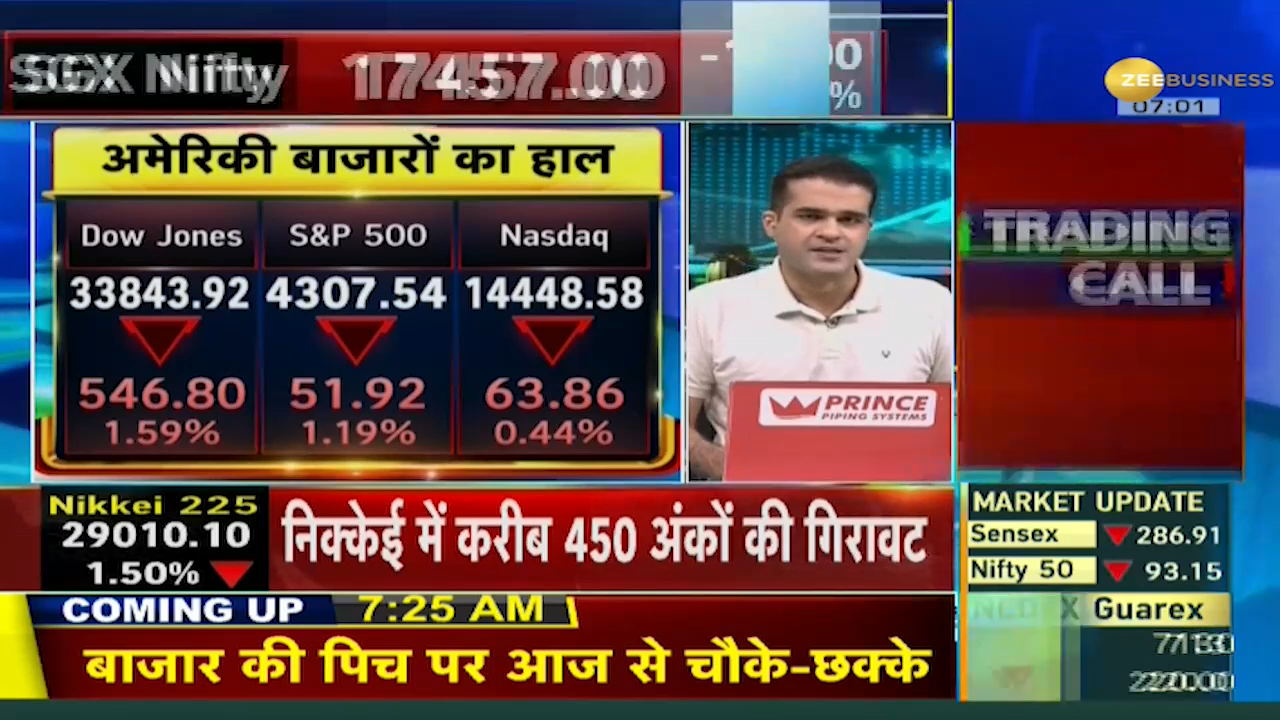 SGX Nifty
ZEEBUSINESS
07:01
अमेरिकी बाजारों का हाल
Dow Jones S&P 500 Nasdaq
33843.92 4307.54 14448.58
546.80 51.92 63.86
1.59% 1.19% 0.44%
PRINCE
PIPING SYSTEMS
TRADING
CALL
Nikkei 225
29010.10
1.50%
निक्केई में करीब 450 अंकों की गिरावट
MARKET UPDATE
Sensex 286.91
Nifty 50 93.15
Guarex
COMING UP 7:25 AM
बाजार की पिच पर आज से चौके-छक्के